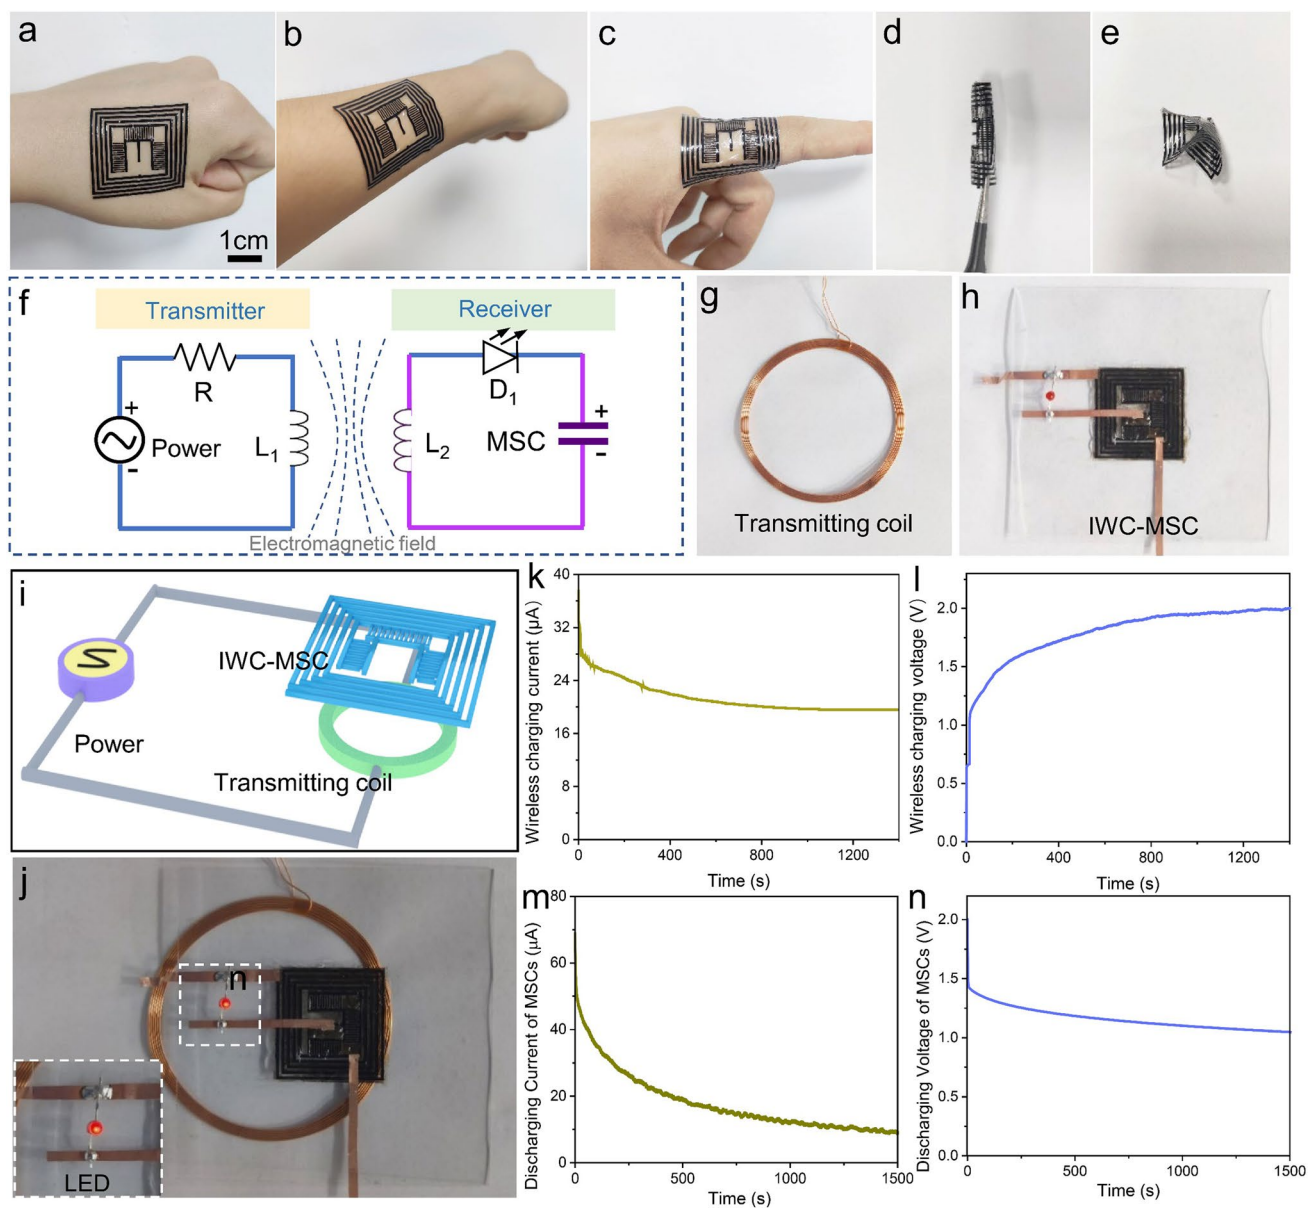 a
b
c
d
e
1cm
f
Transmitter
Receiver
R
D1
+
Power
-
L1
L2
MSC
+
-
Electromagnetic field
g
Transmitting coil
h
IWC-MSC
i
IWC-MSC
Power
Transmitting coil
j
n
LED
k
Wireless charging current (μA)
40
32
24
16
8
0
0
400
800
1200
Time (s)
l
Wireless charging voltage (V)
2.0
1.5
1.0
0.5
0.0
0
400
800
1200
Time (s)
m
Discharging Current of MSCs (μA)
80
60
40
20
0
0
500
1000
1500
Time (s)
n
Discharging Voltage of MSCs (V)
2.0
1.5
1.0
0.5
0.0
0
500
1000
1500
Time (s)